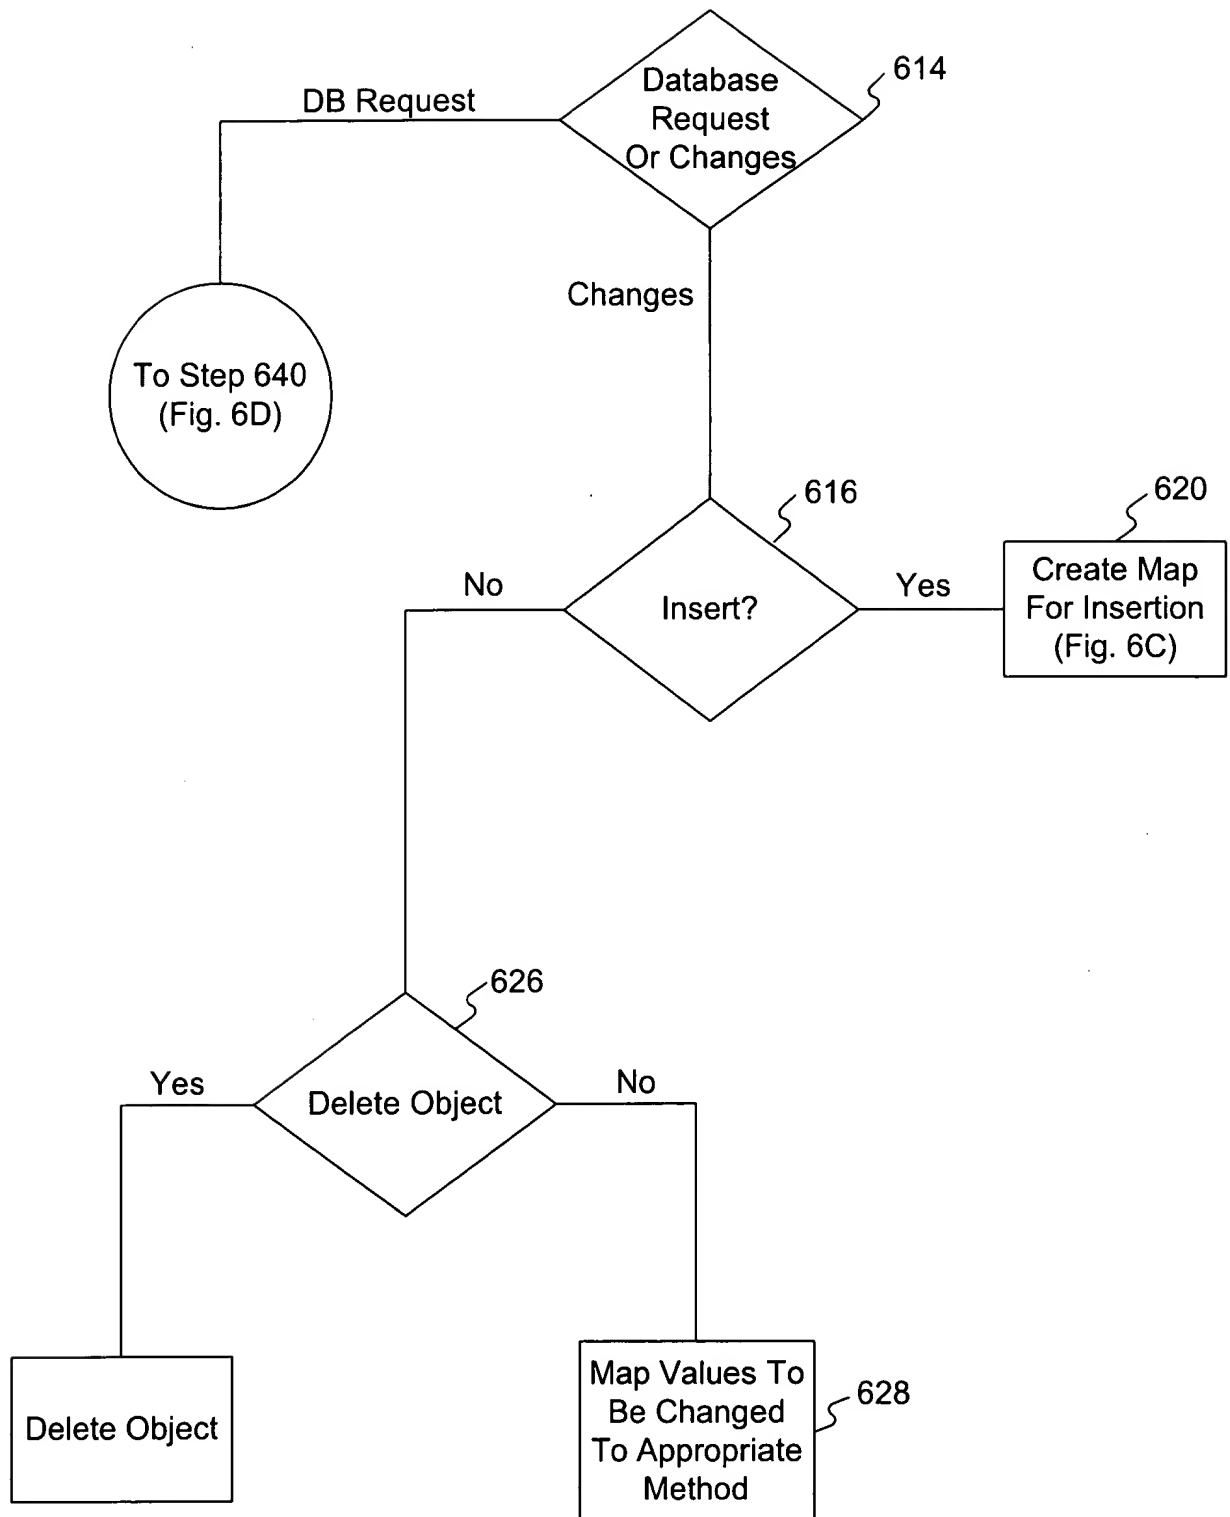 Database
Request
Or Changes
614
DB Request
Changes
To Step 640
(Fig. 6D)
616
620
No
Insert?
Yes
Create Map
For Insertion
(Fig. 6C)
626
Yes
Delete Object
No
Delete Object
Map Values To
Be Changed
To Appropriate
Method
628